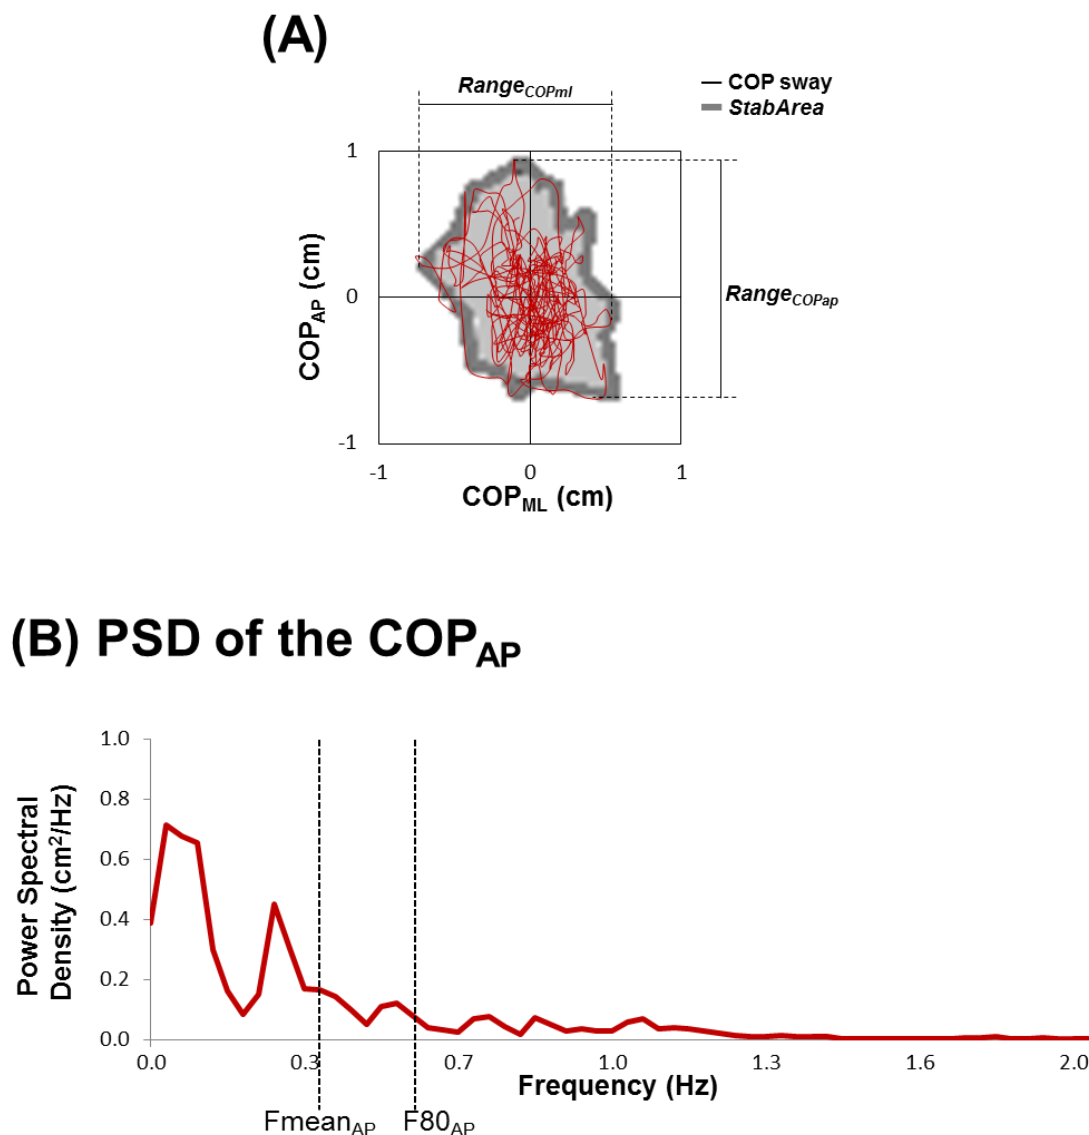 (A)
Range_COPml
COP sway
StabArea
1
0
-1
COP_AP (cm)
Range_COPap
-1 0 1
COP_ML (cm)
(B) PSD of the COP_AP
Power Spectral
Density (cm²/Hz)
1.0
0.8
0.6
0.4
0.2
0.0
0.0 0.3 0.7 1.0 1.3 1.6 2.0
Frequency (Hz)
Fmean_AP F80_AP